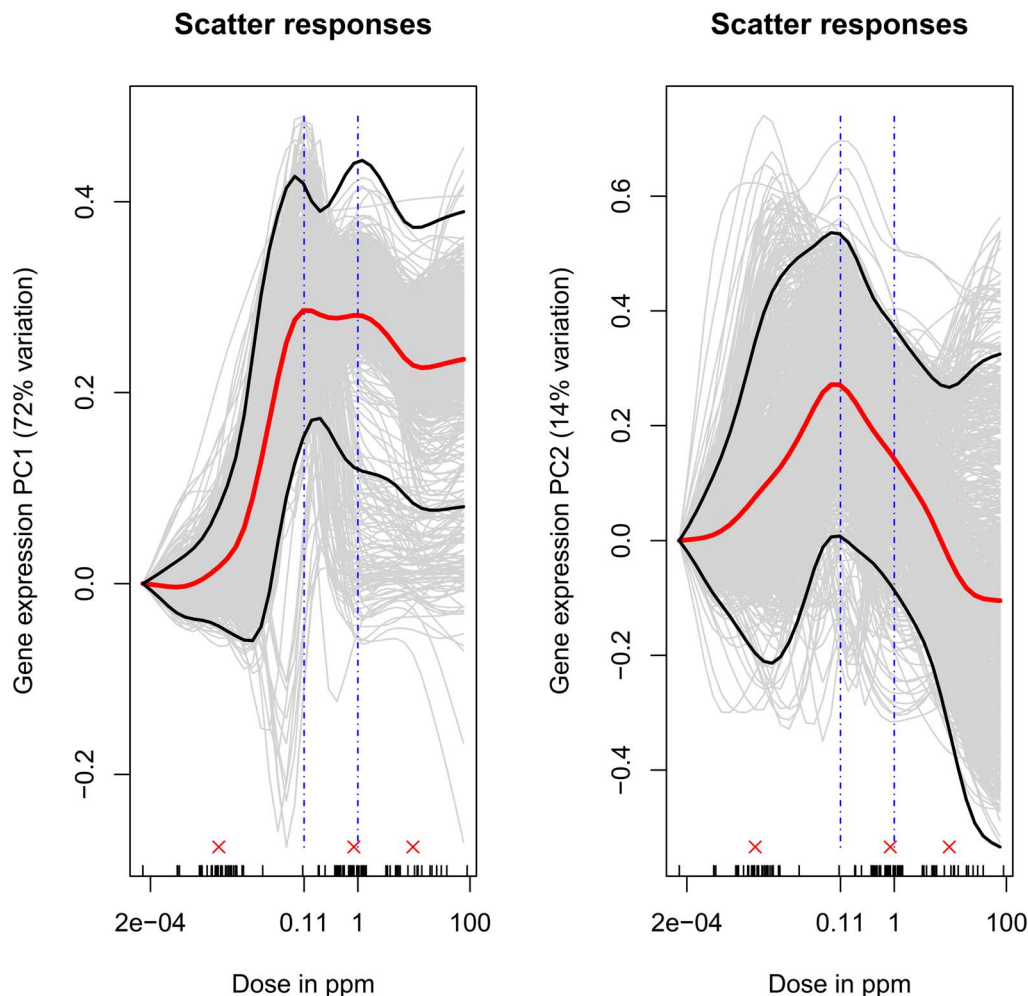 Scatter responses
Gene expression PC1 (72% variation)
0.4
0.2
0.0
−0.2
2e−04
0.11
1
100
Dose in ppm
Scatter responses
Gene expression PC2 (14% variation)
0.6
0.4
0.2
0.0
−0.2
−0.4
2e−04
0.11
1
100
Dose in ppm